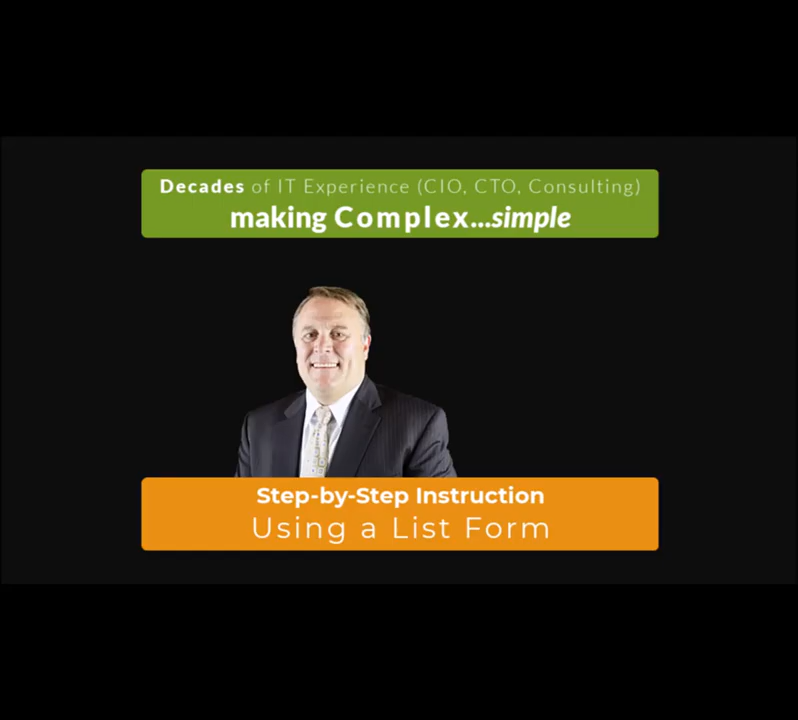 Decades of IT Experience (CIO, CTO, Consulting)
making Complex...simple
Step-by-Step Instruction
Using a List Form